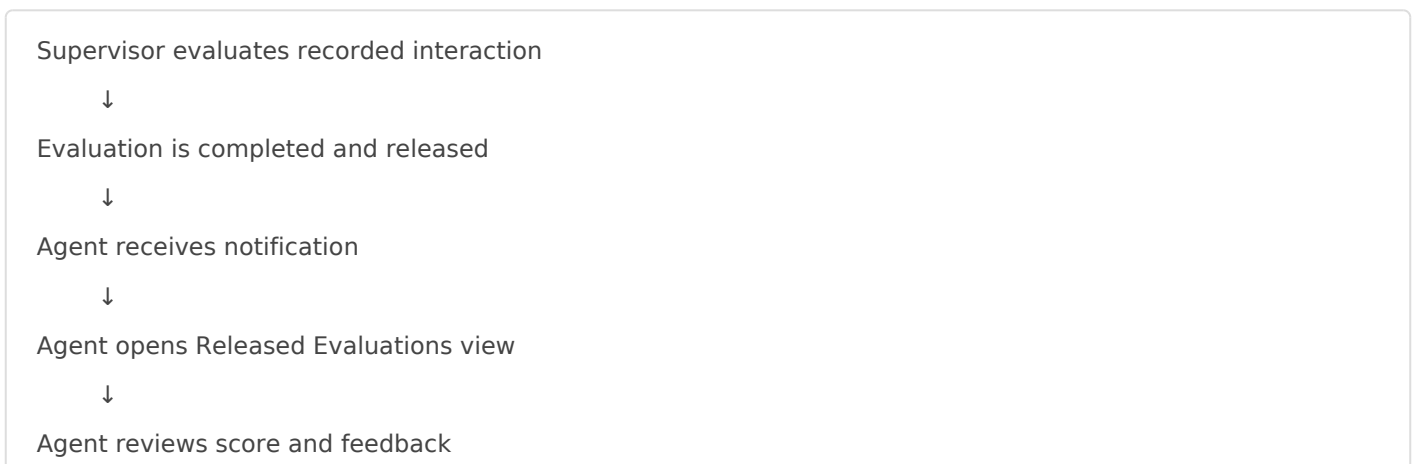 Supervisor evaluates recorded interaction
↓
Evaluation is completed and released
↓
Agent receives notification
↓
Agent opens Released Evaluations view
↓
Agent reviews score and feedback